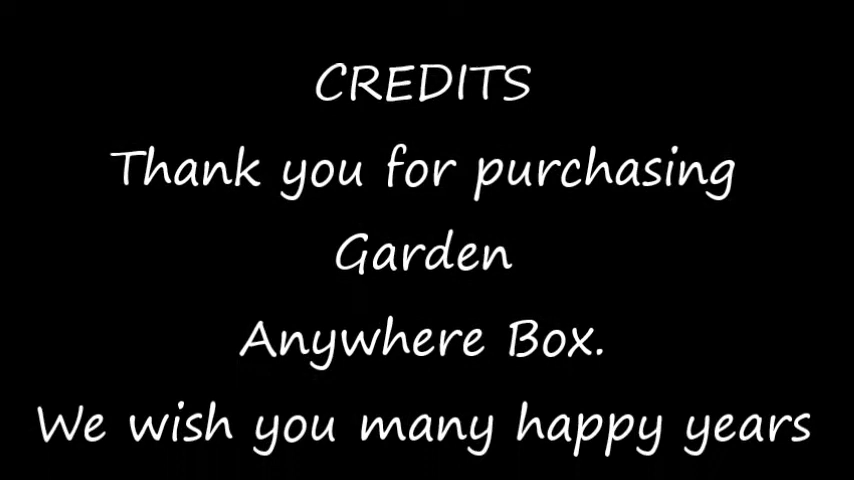 CREDITS
Thank you for purchasing
Garden
Anywhere Box.
We wish you many happy years